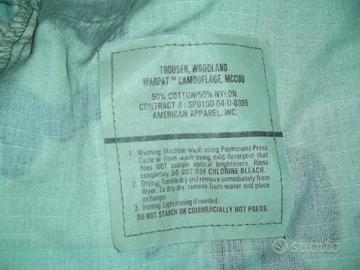 TROUSER, WOODLAND
MARPAT™ CAMOUFLAGE, MCCUU
50% COTTON/50% NYLON
CONTRACT #: SPO100-04-D-0395
AMERICAN APPAREL, INC.
1. Washing: Machine wash using Permanent Press
Cycle or Hand wash using mild detergent that
does NOT contain optical brighteners. Rinse
completely. DO NOT USE CHLORINE BLEACH.
2. Drying: Tumble dry and remove immediately from
dryer. To drip dry, remove from water and place
on hanger.
3. Ironing: Light ironing if needed.
DO NOT STARCH OR COMMERCIALLY HOT PRESS.
subito